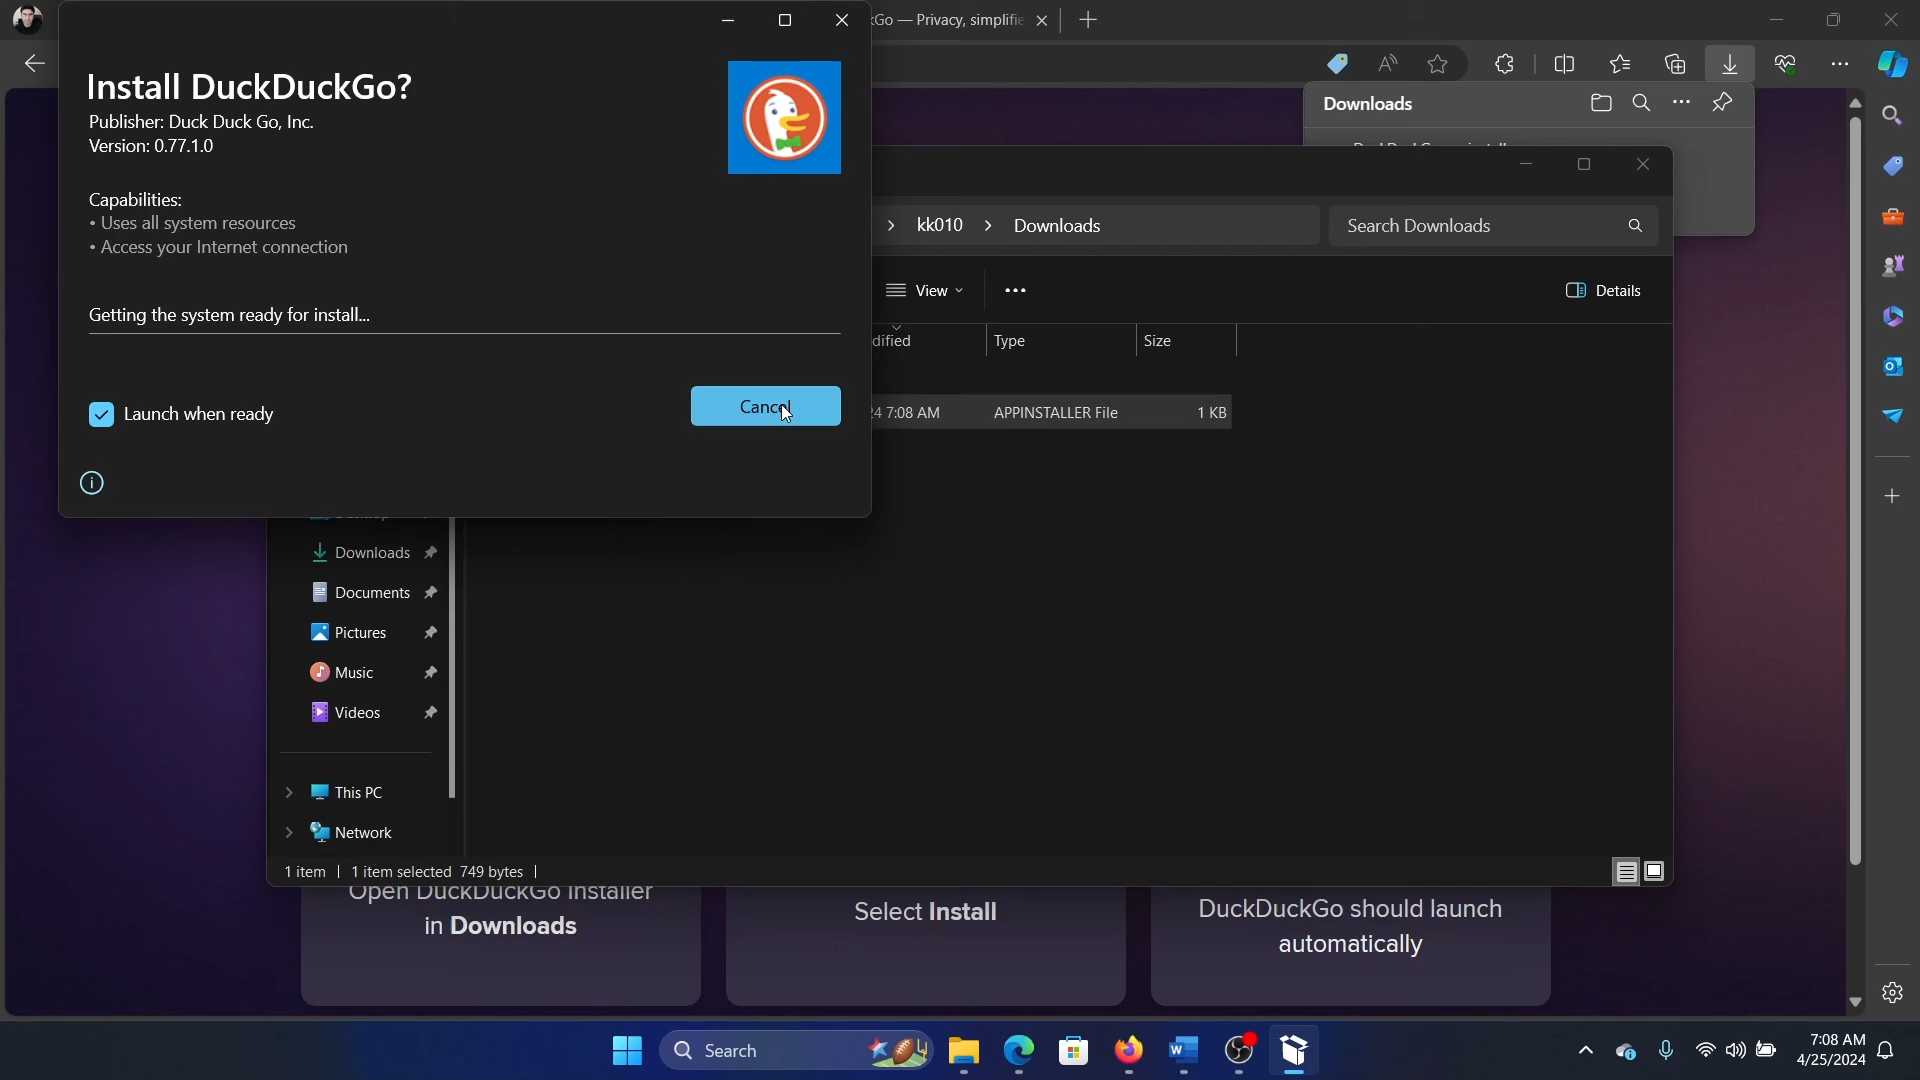 Go — Privacy, simplifie
Downloads
Install DuckDuckGo?
Publisher: Duck Duck Go, Inc.
Version: 0.77.1.0
Capabilities:
• Uses all system resources
• Access your Internet connection
Getting the system ready for install...
Launch when ready
Cancel
kk010
Downloads
Search Downloads
View
Details
dified
Type
Size
24 7:08 AM
APPINSTALLER File
1 KB
Downloads
Documents
Pictures
Music
Videos
This PC
Network
1 item
1 item selected 749 bytes
Open DuckDuckGo Installer
in Downloads
Select Install
DuckDuckGo should launch
automatically
Search
7:08 AM
4/25/2024